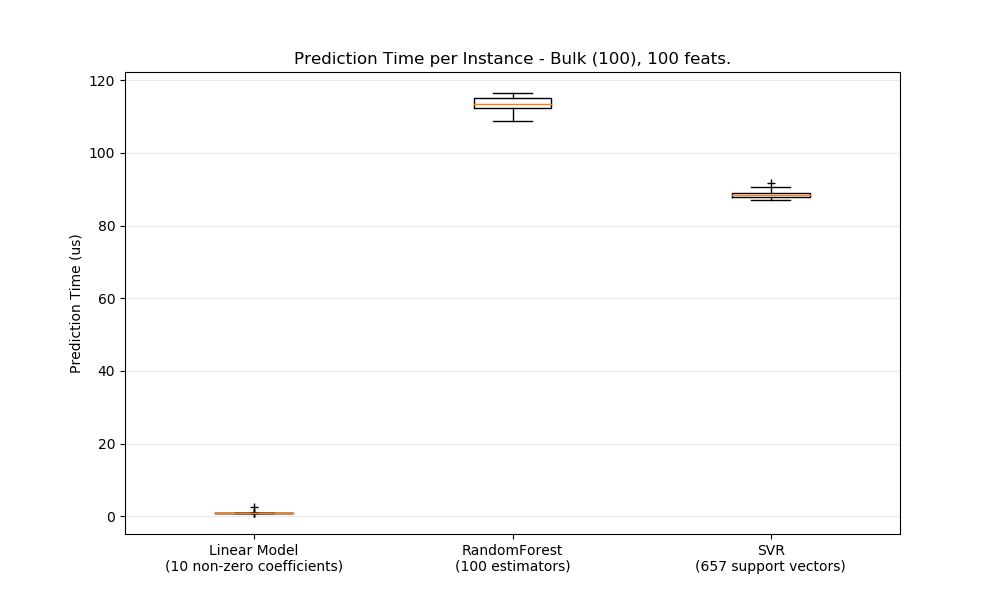 Prediction Time per Instance - Bulk (100), 100 feats.
Prediction Time (us)
120
100
80
60
40
20
0
Linear Model
(10 non-zero coefficients)
RandomForest
(100 estimators)
SVR
(657 support vectors)